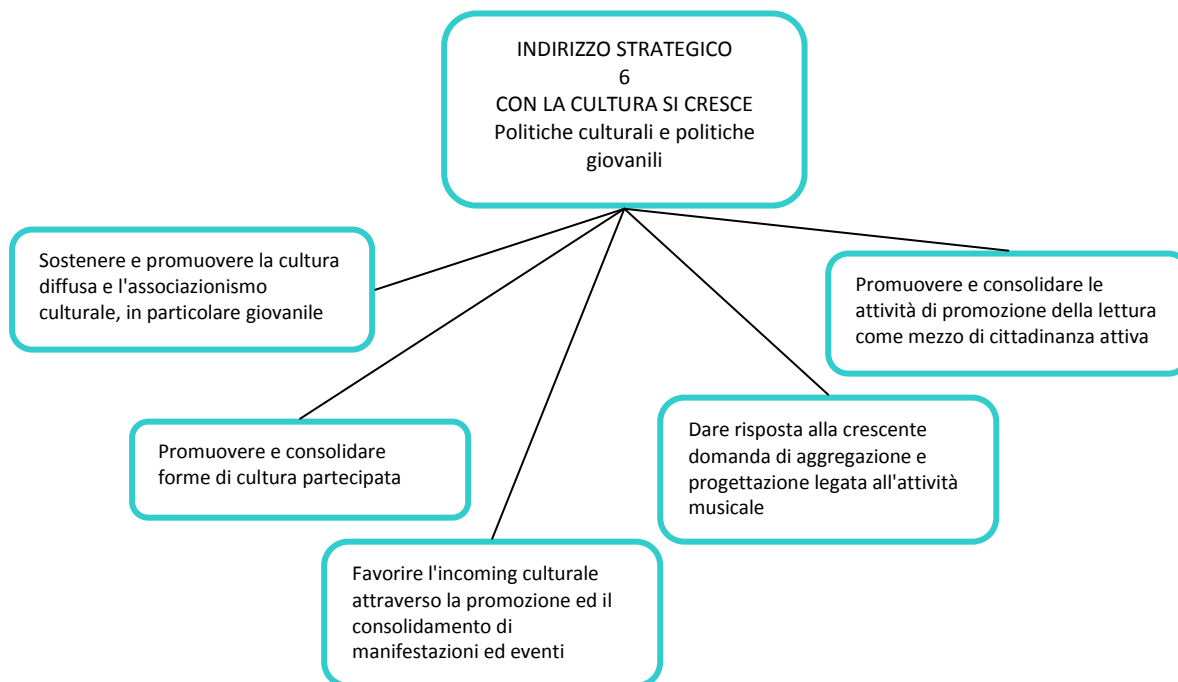 INDIRIZZO STRATEGICO
6
CON LA CULTURA SI CRESCE
Politiche culturali e politiche
giovanili
Sostenere e promuovere la cultura
diffusa e l'associazionismo
culturale, in particolare giovanile
Promuovere e consolidare le
attività di promozione della lettura
come mezzo di cittadinanza attiva
Promuovere e consolidare
forme di cultura partecipata
Dare risposta alla crescente
domanda di aggregazione e
progettazione legata all'attività
musicale
Favorire l'incoming culturale
attraverso la promozione ed il
consolidamento di
manifestazioni ed eventi